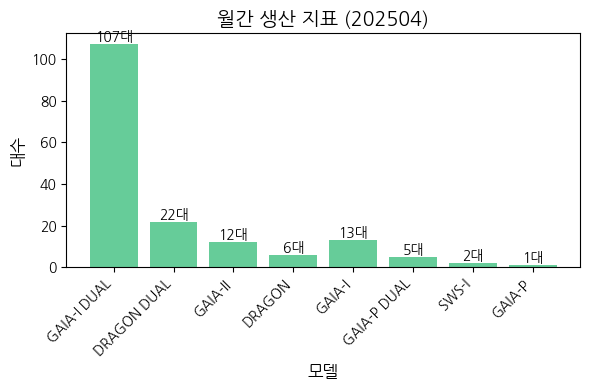 월간 생산 지표 (202504)
대수
100
80
60
40
20
0
107대
22대
12대
6대
13대
5대
2대
1대
GAIA-I DUAL
DRAGON DUAL
GAIA-II
DRAGON
GAIA-I
GAIA-P DUAL
SWS-I
GAIA-P
모델